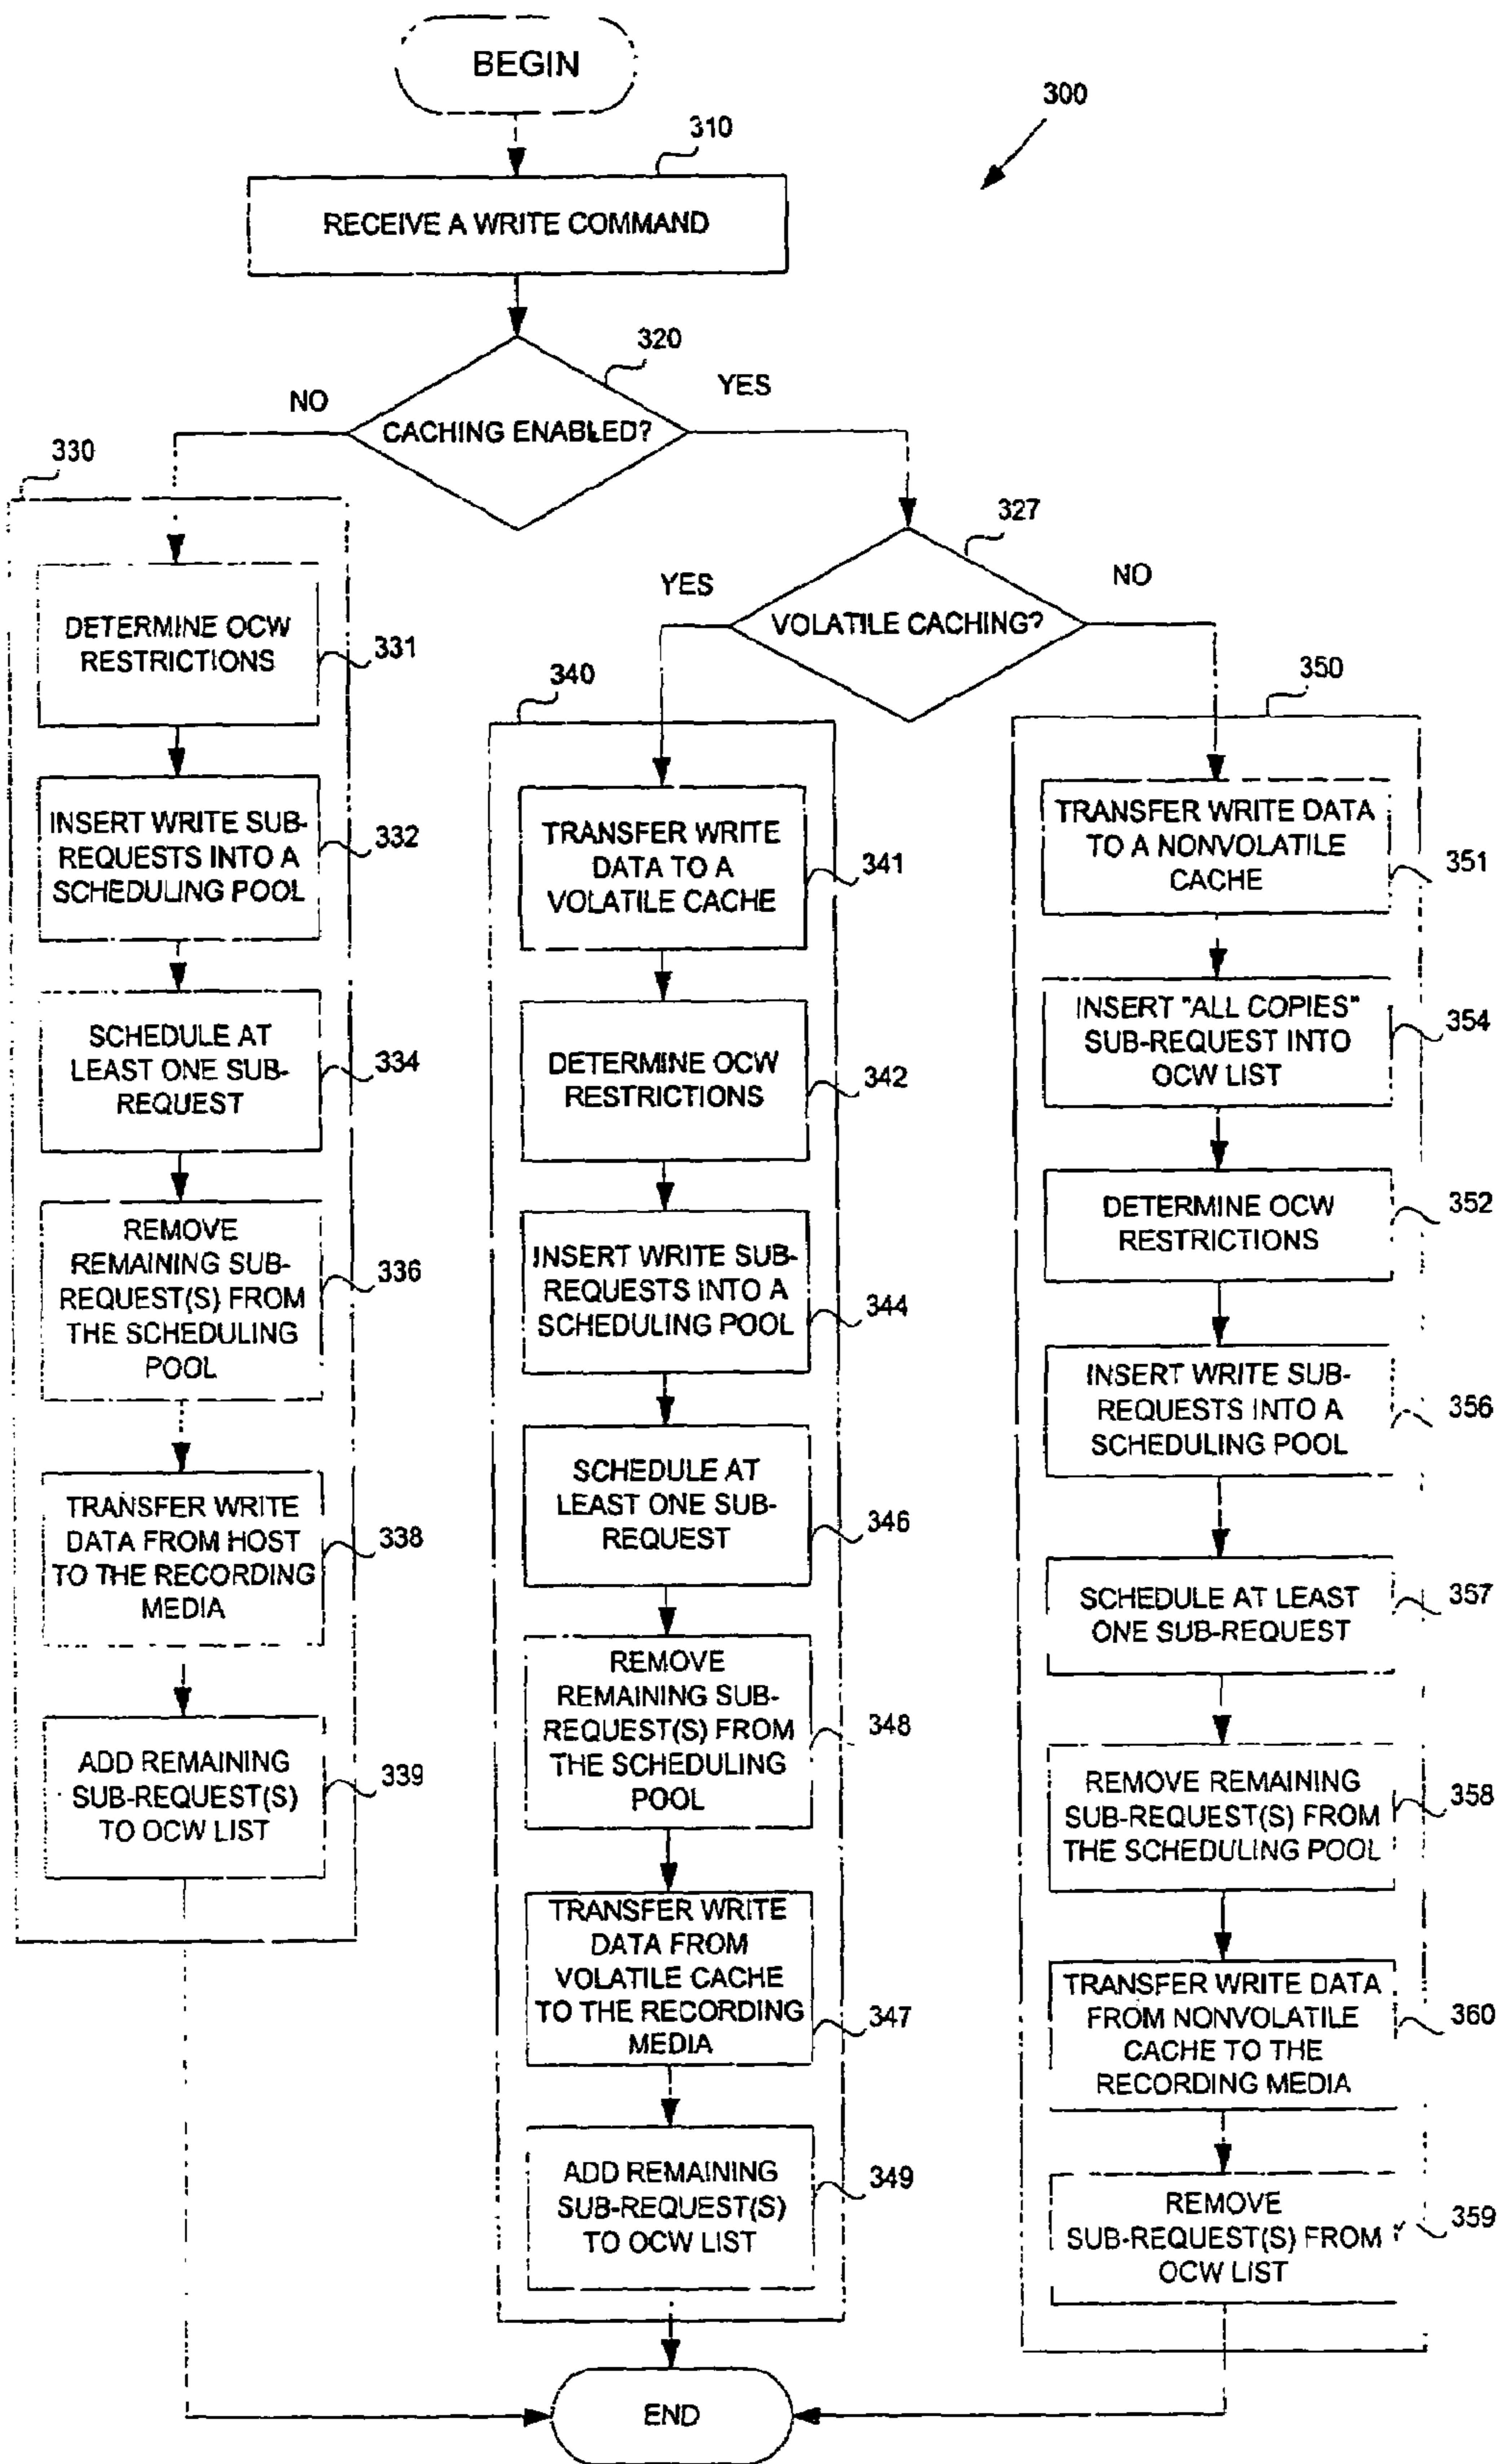 BEGIN
300
310
RECEIVE A WRITE COMMAND
320
NO
YES
CACHING ENABLED?
330
327
YES
NO
VOLATILE CACHING?
DETERMINE OCW
RESTRICTIONS
331
INSERT WRITE SUB-
REQUESTS INTO A
SCHEDULING POOL
332
SCHEDULE AT
LEAST ONE SUB-
REQUEST
334
REMOVE
REMAINING SUB-
REQUEST(S) FROM
THE SCHEDULING
POOL
336
TRANSFER WRITE
DATA FROM HOST
TO THE RECORDING
MEDIA
338
ADD REMAINING
SUB-REQUEST(S)
TO OCW LIST
339
340
TRANSFER WRITE
DATA TO A
VOLATILE CACHE
341
DETERMINE OCW
RESTRICTIONS
342
INSERT WRITE SUB-
REQUESTS INTO A
SCHEDULING POOL
344
SCHEDULE AT
LEAST ONE SUB-
REQUEST
346
REMOVE
REMAINING SUB-
REQUEST(S) FROM
THE SCHEDULING
POOL
348
TRANSFER WRITE
DATA FROM
VOLATILE CACHE
TO THE RECORDING
MEDIA
347
ADD REMAINING
SUB-REQUEST(S)
TO OCW LIST
349
350
TRANSFER WRITE DATA
TO A NONVOLATILE
CACHE
351
INSERT "ALL COPIES"
SUB-REQUEST INTO
OCW LIST
354
DETERMINE OCW
RESTRICTIONS
352
INSERT WRITE SUB-
REQUESTS INTO A
SCHEDULING POOL
356
SCHEDULE AT LEAST
ONE SUB-REQUEST
357
REMOVE REMAINING
SUB-REQUEST(S) FROM
THE SCHEDULING POOL
358
TRANSFER WRITE DATA
FROM NONVOLATILE
CACHE TO THE
RECORDING MEDIA
360
REMOVE
SUB-REQUEST(S) FROM
OCW LIST
359
END